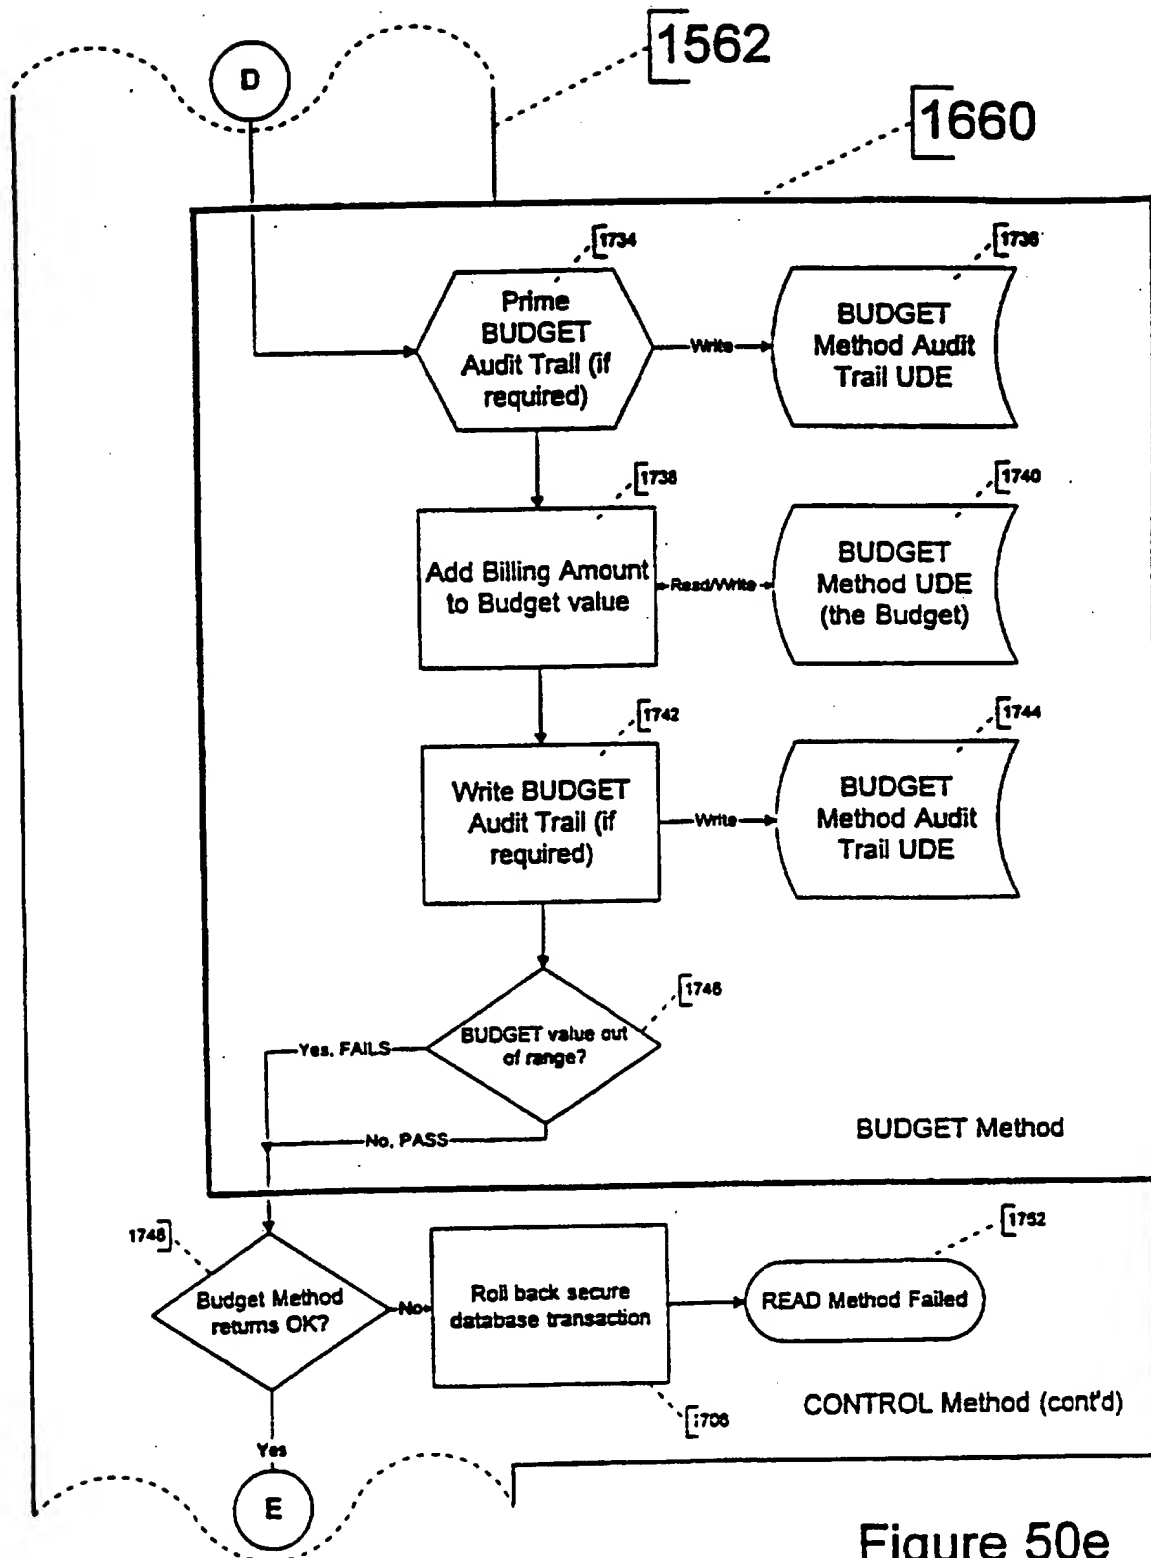 D
1562
1660
1734
Prime
BUDGET
Audit Trail (if
required)
Write
1736
BUDGET
Method Audit
Trail UDE
1738
Add Billing Amount
to Budget value
Read/Write
1740
BUDGET
Method UDE
(the Budget)
1742
Write BUDGET
Audit Trail (if
required)
Write
1744
BUDGET
Method Audit
Trail UDE
1746
BUDGET value out
of range?
Yes, FAILS
No, PASS
BUDGET Method
1748
Budget Method
returns OK?
No
Roll back secure
database transaction
1752
READ Method Failed
1706
CONTROL Method (cont'd)
Yes
E
Figure 50e